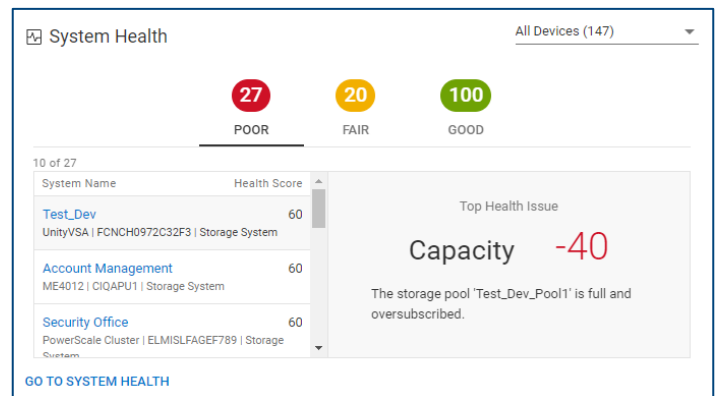 System Health
All Devices (147)
27
20
100
POOR
FAIR
GOOD
10 of 27
System Name
Health Score
Test_Dev
60
UnityVSA | FCNCH0972C32F3 | Storage System
Account Management
60
ME4012 | CIQAPU1 | Storage System
Security Office
60
PowerScale Cluster | ELMISLFAGEF789 | Storage
System
Top Health Issue
Capacity -40
The storage pool 'Test_Dev_Pool1' is full and
oversubscribed.
GO TO SYSTEM HEALTH